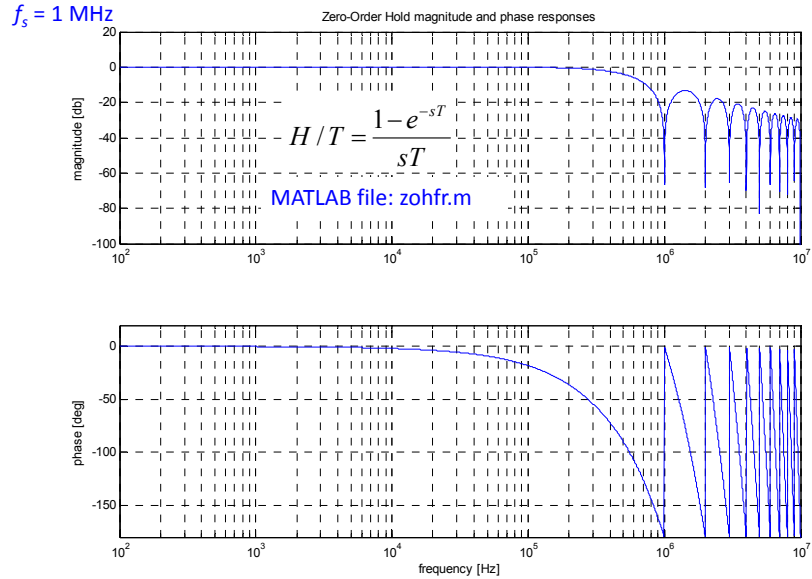 f_s = 1 MHz
Zero-Order Hold magnitude and phase responses
magnitude [db]
20
0
-20
-40
-60
-80
-100
H / T = \frac{1 - e^{-sT}}{sT}
MATLAB file: zohfr.m
10^2 10^3 10^4 10^5 10^6 10^7
phase [deg]
0
-50
-100
-150
10^2 10^3 10^4 10^5 10^6 10^7
frequency [Hz]